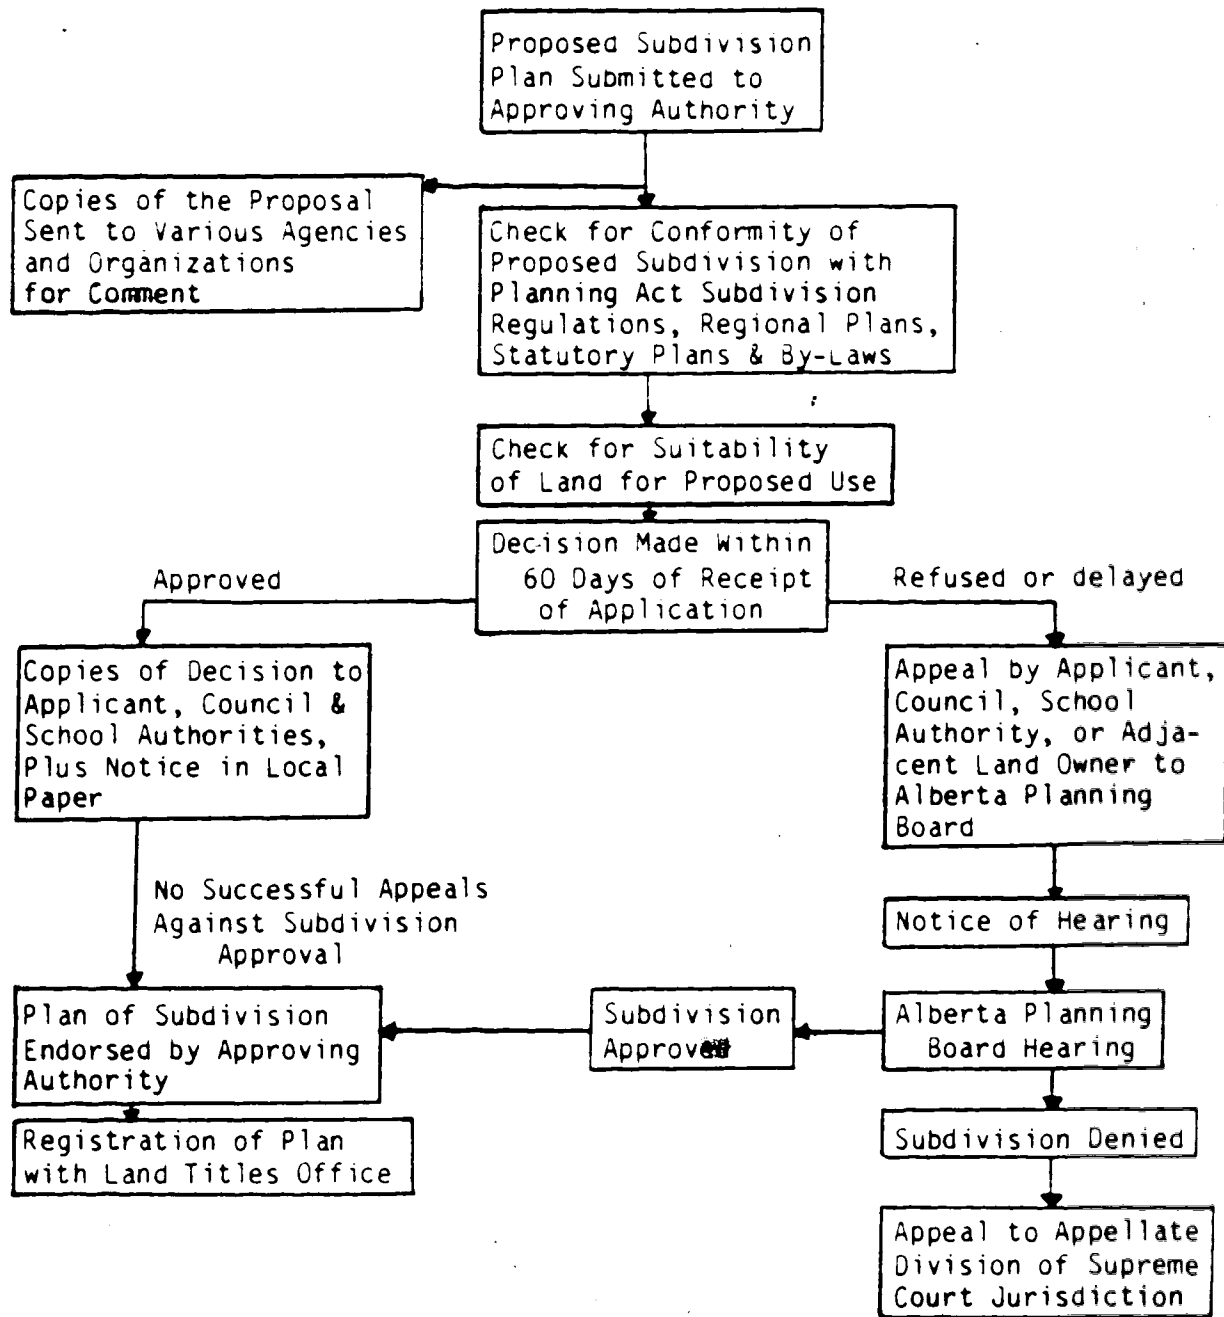 Proposed Subdivision
Plan Submitted to
Approving Authority
Copies of the Proposal
Sent to Various Agencies
and Organizations
for Comment
Check for Conformity of
Proposed Subdivision with
Planning Act Subdivision
Regulations, Regional Plans,
Statutory Plans & By-Laws
Check for Suitability
of Land for Proposed Use
Decision Made Within
60 Days of Receipt
of Application
Approved
Refused or delayed
Copies of Decision to
Applicant, Council &
School Authorities,
Plus Notice in Local
Paper
Appeal by Applicant,
Council, School
Authority, or Adja-
cent Land Owner to
Alberta Planning
Board
No Successful Appeals
Against Subdivision
Approval
Notice of Hearing
Plan of Subdivision
Endorsed by Approving
Authority
Subdivision
Approved
Alberta Planning
Board Hearing
Registration of Plan
with Land Titles Office
Subdivision Denied
Appeal to Appellate
Division of Supreme
Court Jurisdiction